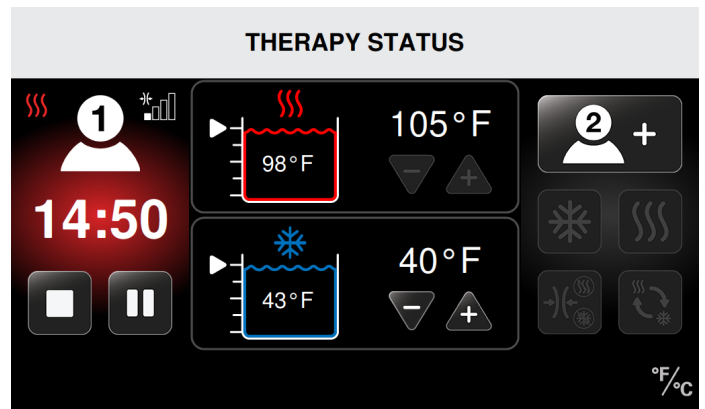 THERAPY STATUS
1
14:50
98°F
105°F
43°F
40°F
2 +
°F/°C